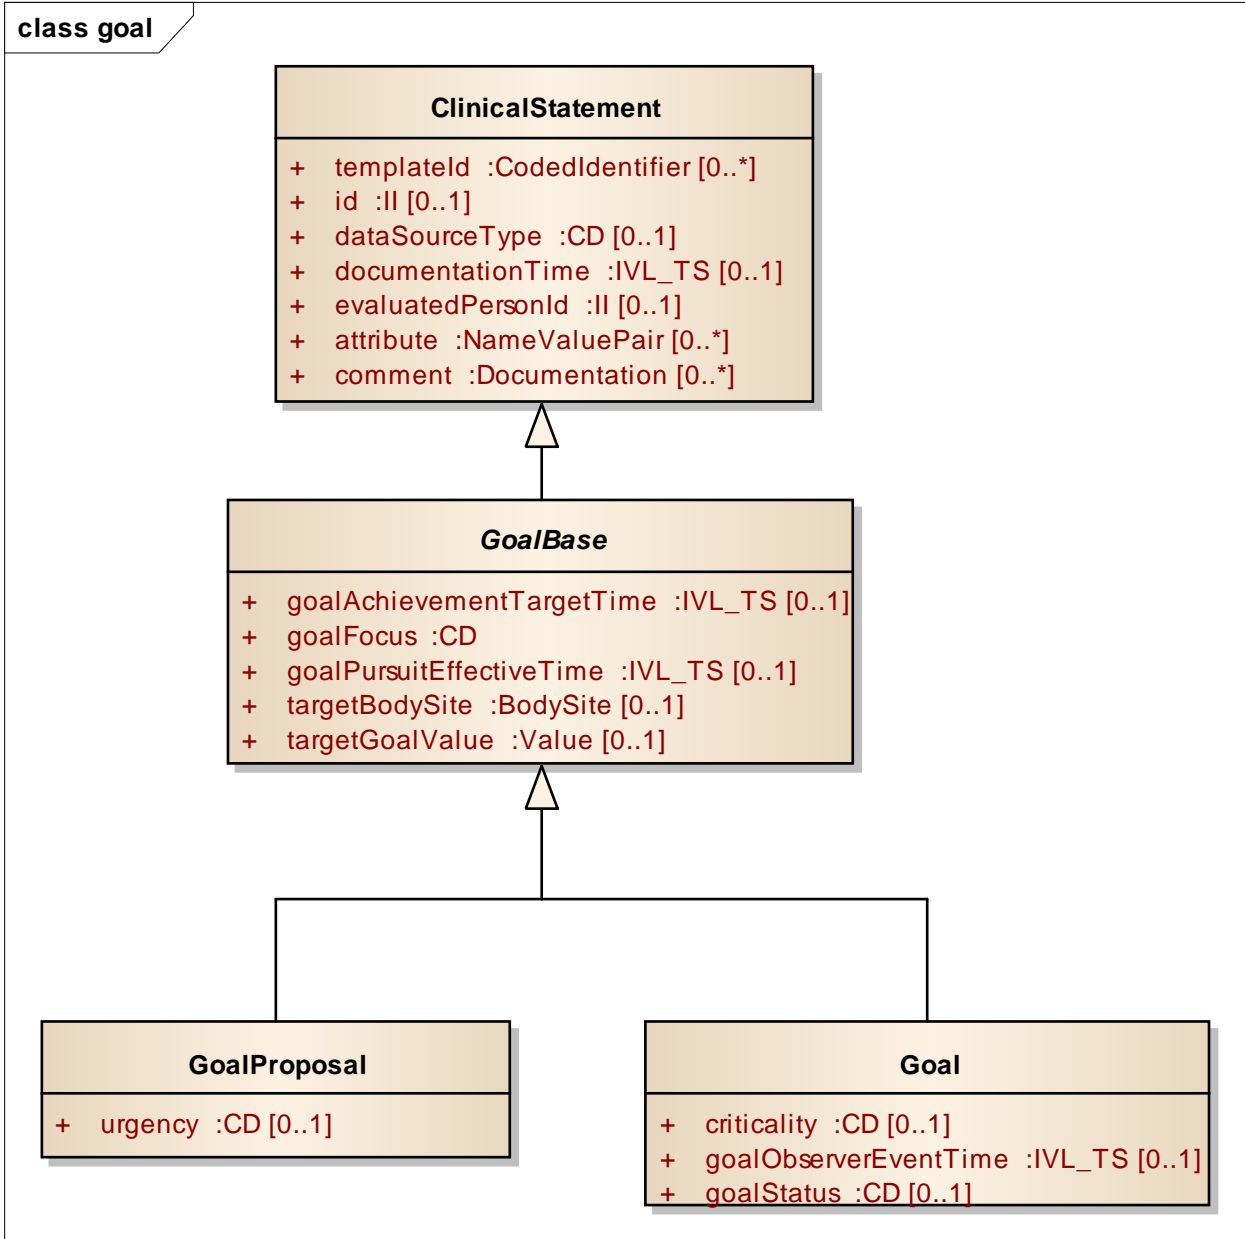 class goal
ClinicalStatement
+ templateId :CodedIdentifier [0..*]
+ id :II [0..1]
+ dataSourceType :CD [0..1]
+ documentationTime :IVL_TS [0..1]
+ evaluatedPersonId :II [0..1]
+ attribute :NameValuePair [0..*]
+ comment :Documentation [0..*]
GoalBase
+ goalAchievementTargetTime :IVL_TS [0..1]
+ goalFocus :CD
+ goalPursuitEffectiveTime :IVL_TS [0..1]
+ targetBodySite :BodySite [0..1]
+ targetGoalValue :Value [0..1]
GoalProposal
+ urgency :CD [0..1]
Goal
+ criticality :CD [0..1]
+ goalObserverEventTime :IVL_TS [0..1]
+ goalStatus :CD [0..1]